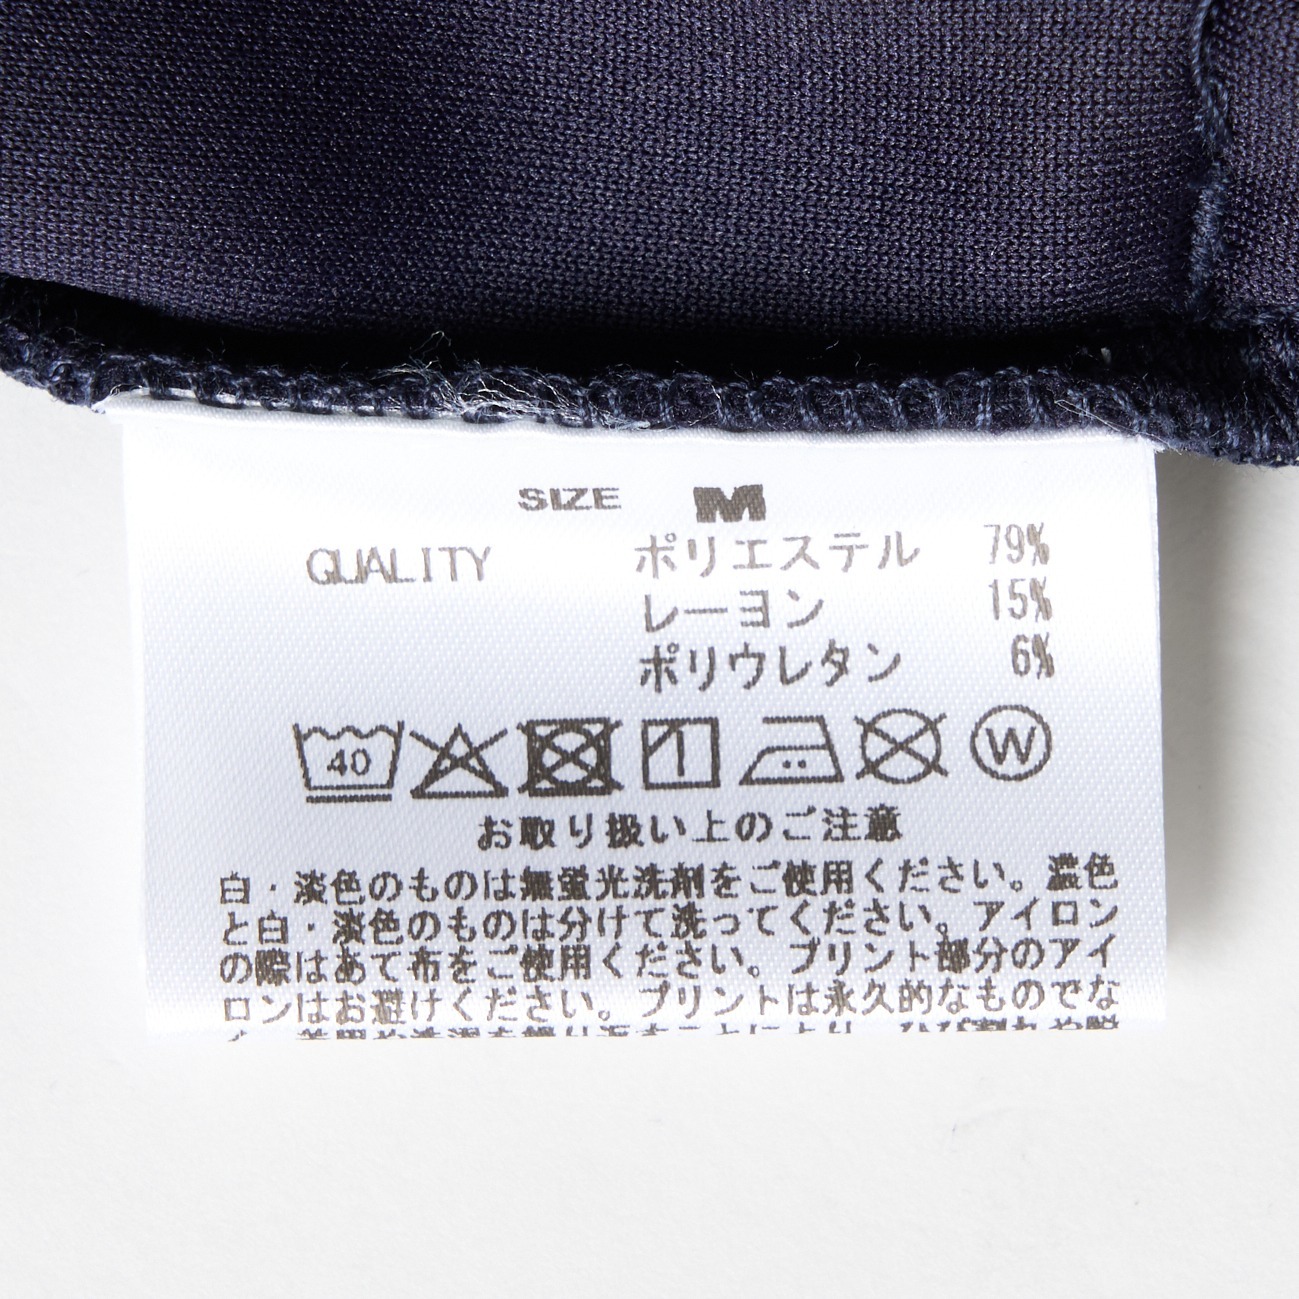 SIZE M
QUALITY ポリエステル 79%
レーヨン 15%
ポリウレタン 6%
40 W
お取り扱い上のご注意
白・淡色のものは無蛍光洗剤をご使用ください。濃色
と白・淡色のものは分けて洗ってください。アイロン
の際はあて布をご使用ください。プリント部分のアイ
ロンはお避けください。プリントは永久的なものでな